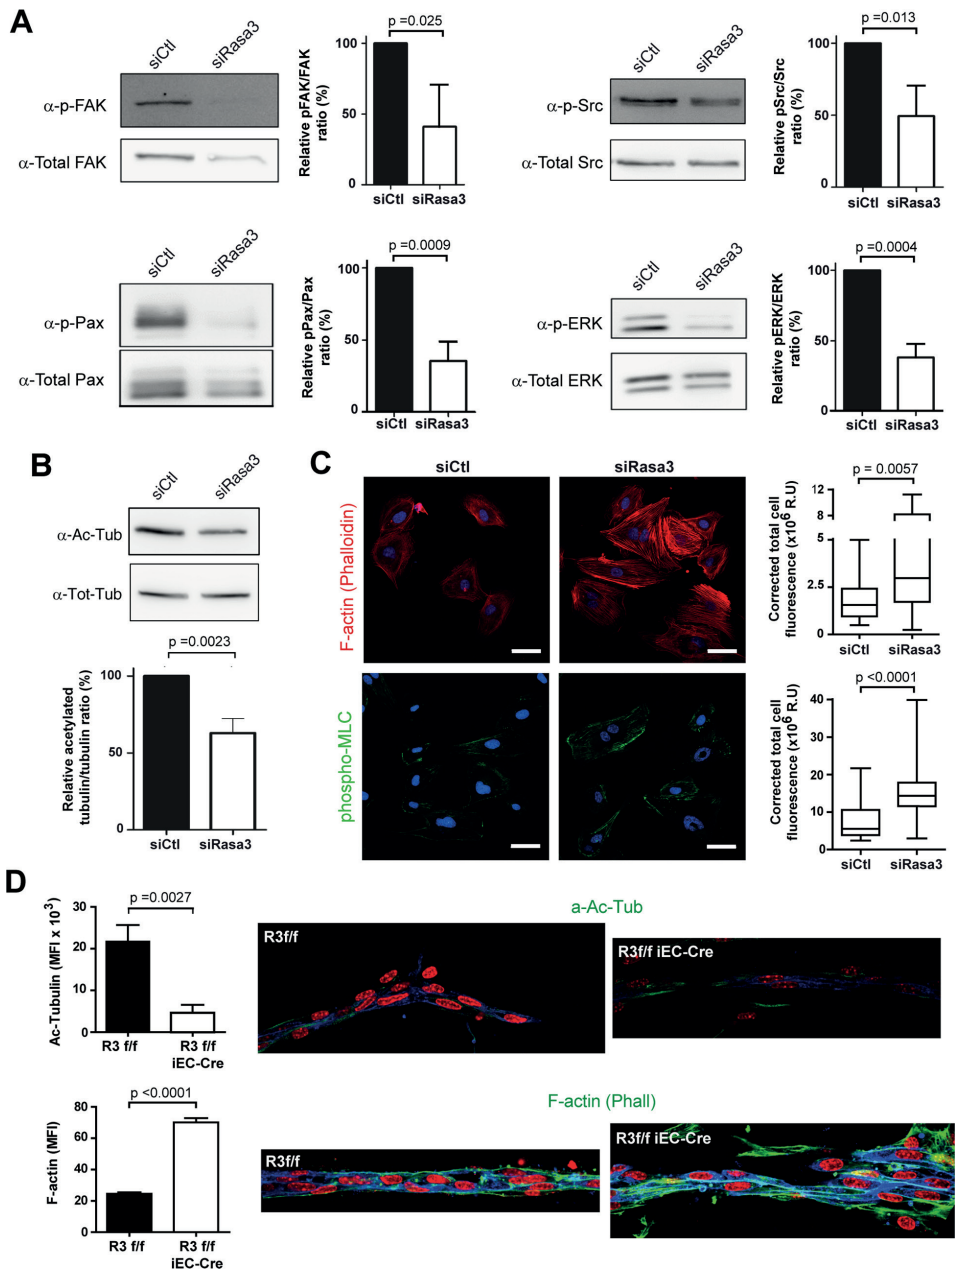 A
siCtl
siRasa3
α-p-FAK
α-Total FAK
Relative pFAK/FAK
ratio (%)
p =0.025
100
50
0
siCtl siRasa3
siCtl
siRasa3
α-p-Src
α-Total Src
Relative pSrc/Src
ratio (%)
p =0.013
100
50
0
siCtl siRasa3
siCtl
siRasa3
α-p-Pax
α-Total Pax
Relative pPax/Pax
ratio (%)
p =0.0009
100
50
0
siCtl siRasa3
siCtl
siRasa3
α-p-ERK
α-Total ERK
Relative pERK/ERK
ratio (%)
p =0.0004
100
50
0
siCtl siRasa3
B
siCtl
siRasa3
α-Ac-Tub
α-Tot-Tub
Relative acetylated
tubulin/tubulin ratio (%)
p =0.0023
100
50
0
siCtl siRasa3
C
siCtl
siRasa3
F-actin (Phalloidin)
phospho-MLC
Corrected total cell
fluorescence (x10⁶ R.U)
p = 0.0057
12
8
5
2.5
0
siCtl siRasa3
Corrected total cell
fluorescence (x10⁶ R.U)
p <0.0001
40
30
20
10
0
siCtl siRasa3
D
Ac-Tubulin (MFI x 10³)
p =0.0027
30
20
10
0
R3 f/f R3 f/f
iEC-Cre
a-Ac-Tub
R3f/f
R3f/f iEC-Cre
F-actin (MFI)
p <0.0001
80
60
40
20
0
R3 f/f R3 f/f
iEC-Cre
F-actin (Phall)
R3f/f
R3f/f iEC-Cre